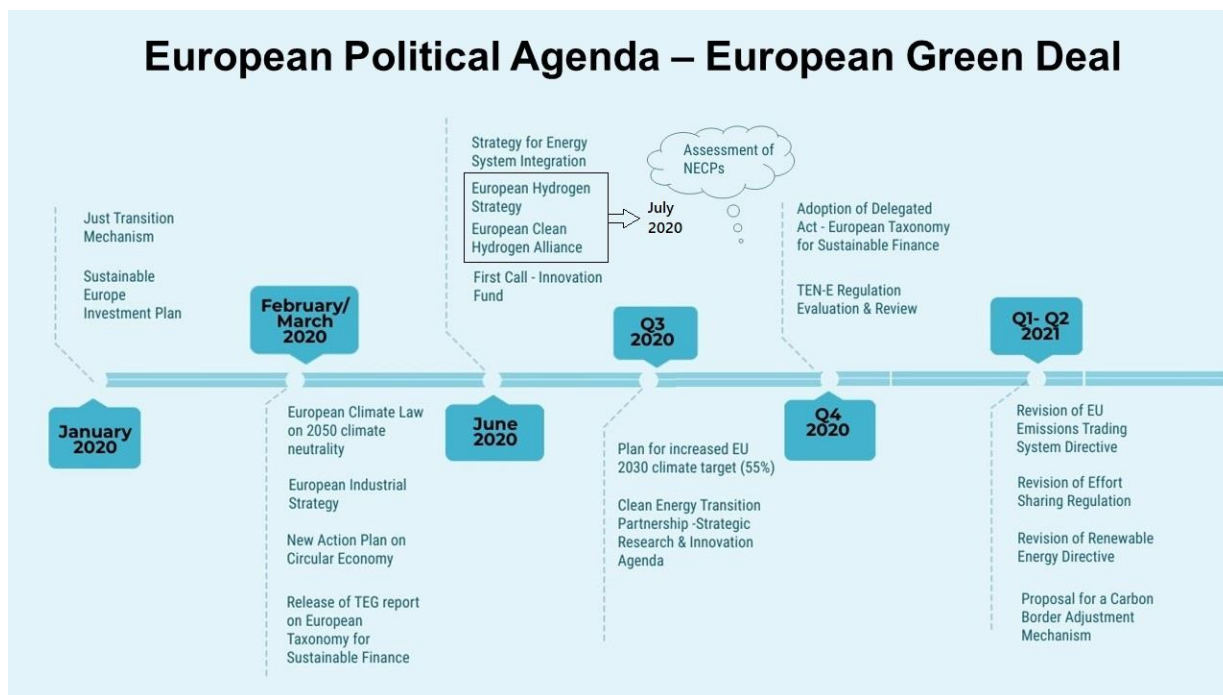 European Political Agenda – European Green Deal
Just Transition
Mechanism
Sustainable
Europe
Investment Plan
January
2020
February/
March
2020
European Climate Law
on 2050 climate
neutrality
European Industrial
Strategy
New Action Plan on
Circular Economy
Release of TEG report
on European
Taxonomy for
Sustainable Finance
Strategy for Energy
System Integration
European Hydrogen
Strategy
European Clean
Hydrogen Alliance
July
2020
First Call - Innovation
Fund
June
2020
Assessment of
NECPs
Q3
2020
Plan for increased EU
2030 climate target (55%)
Clean Energy Transition
Partnership -Strategic
Research & Innovation
Agenda
Adoption of Delegated
Act - European Taxonomy
for Sustainable Finance
TEN-E Regulation
Evaluation & Review
Q4
2020
Q1- Q2
2021
Revision of EU
Emissions Trading
System Directive
Revision of Effort
Sharing Regulation
Revision of Renewable
Energy Directive
Proposal for a Carbon
Border Adjustment
Mechanism